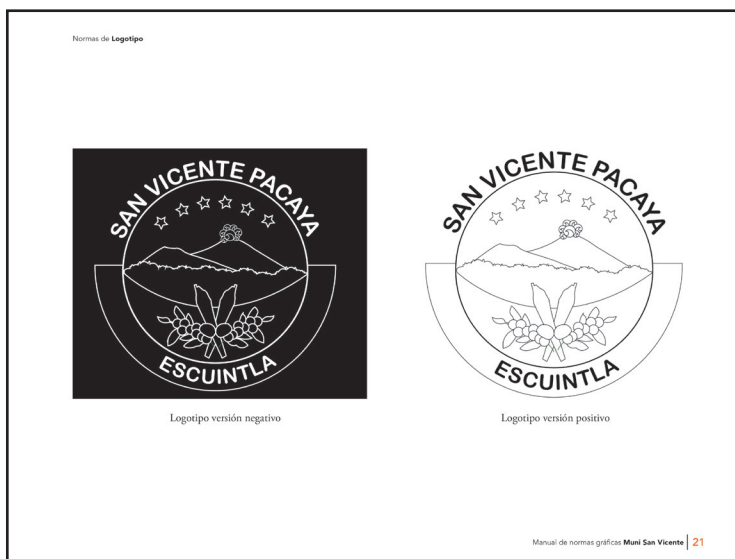 Normas de Logotipo
SAN VICENTE PACAYA
ESCUINTLA
Logotipo versión negativo
SAN VICENTE PACAYA
ESCUINTLA
Logotipo versión positivo
Manual de normas gráficas Muni San Vicente 21